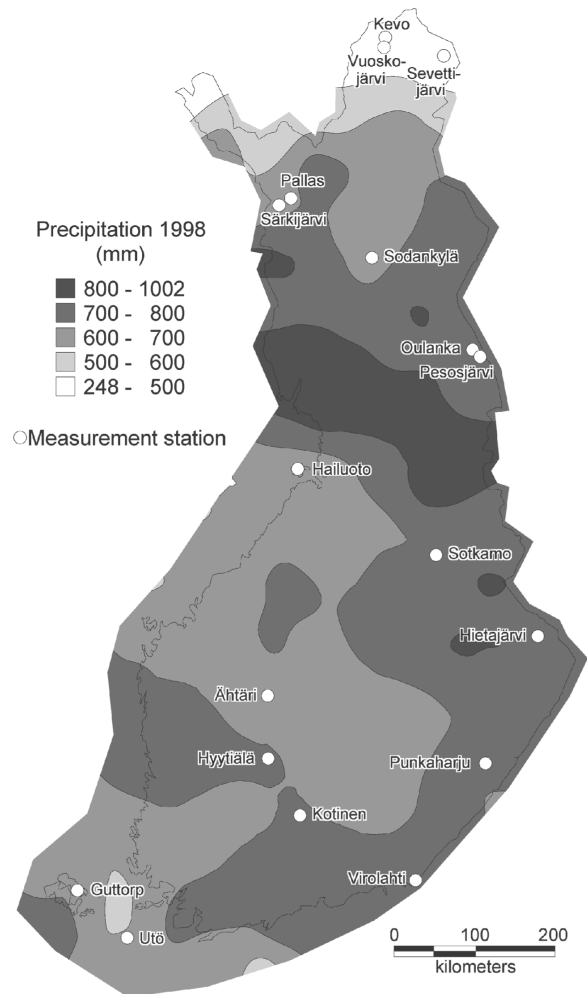 Kevo
Vuosko-
järvi
Sevetti-
järvi
Pallas
Särkijärvi
Precipitation 1998
(mm)
800 - 1002
700 - 800
600 - 700
500 - 600
248 - 500
Measurement station
Sodankylä
Oulanka
Pesosjärvi
Hailuoto
Sotkamo
Hietajärvi
Ähtäri
Hyytiälä
Punkaharju
Kotinen
Virolahti
Guttorp
Utö
0 100 200
kilometers